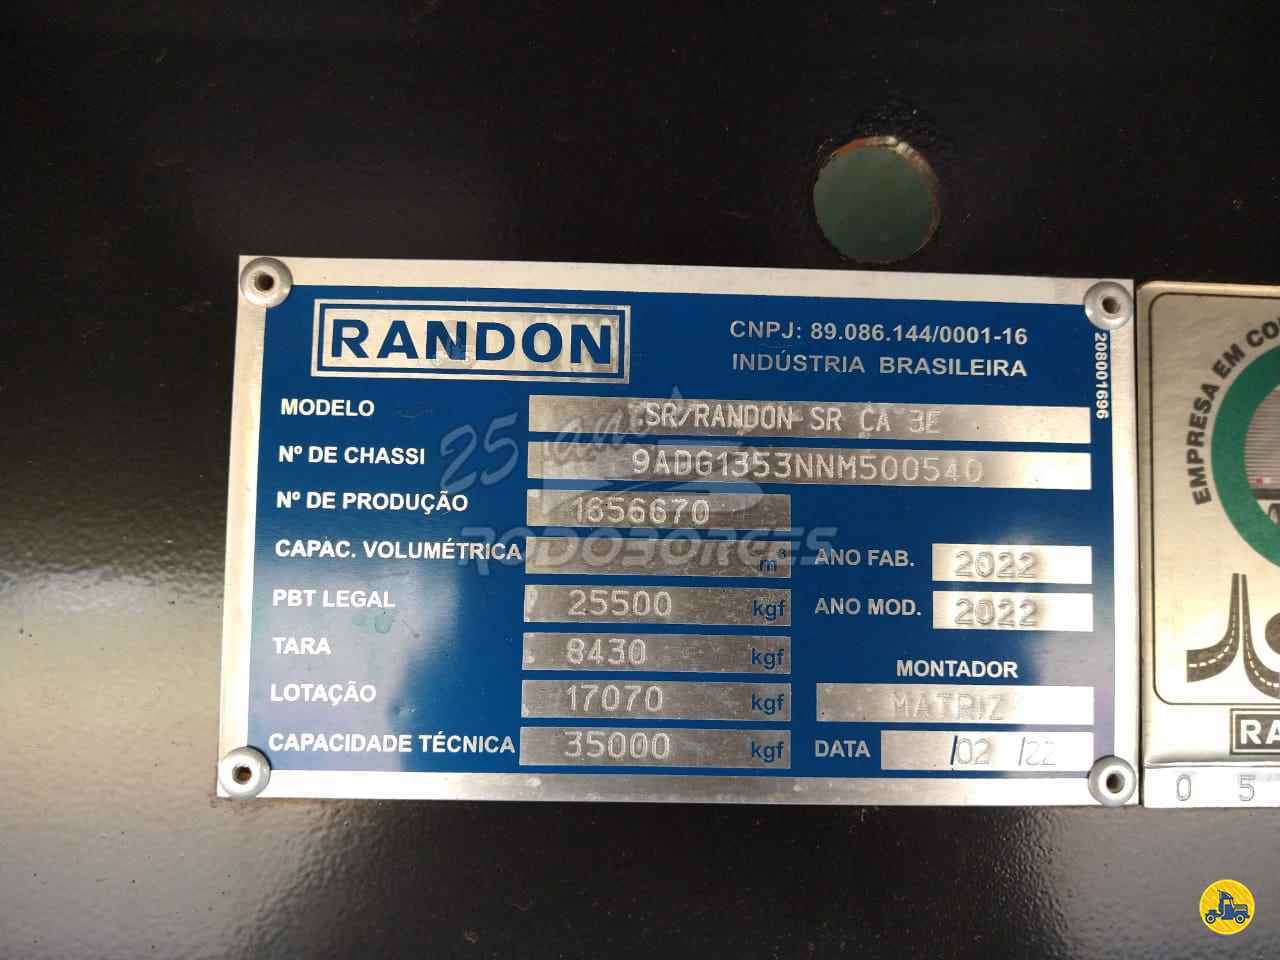 RANDON
CNPJ: 89.086.144/0001-16
INDÚSTRIA BRASILEIRA
208001696
MODELO SR/RANDON SR CA 3E
Nº DE CHASSI 9ADG1353NNM500540
Nº DE PRODUÇÃO 1656670
CAPAC. VOLUMÉTRICA m³ ANO FAB. 2022
PBT LEGAL 25500 kgf ANO MOD. 2022
TARA 8430 kgf MONTADOR
LOTAÇÃO 17070 kgf MATRIZ
CAPACIDADE TÉCNICA 35000 kgf DATA /02 /22
25 anos
RODOBORGES
EMPRESA EM
0 5